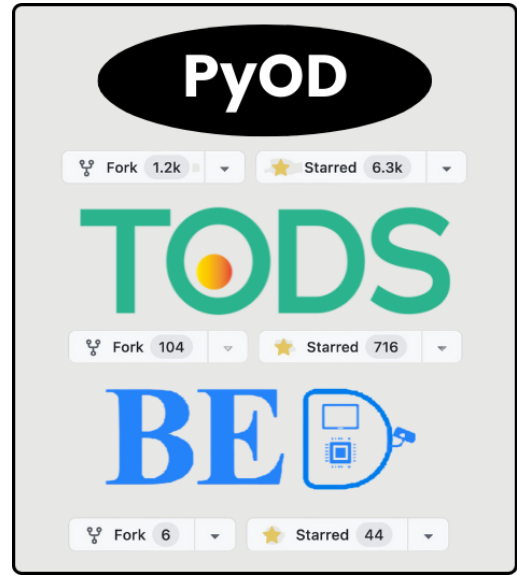 PyOD
Fork 1.2k Starred 6.3k
TODS
Fork 104 Starred 716
BED
Fork 6 Starred 44